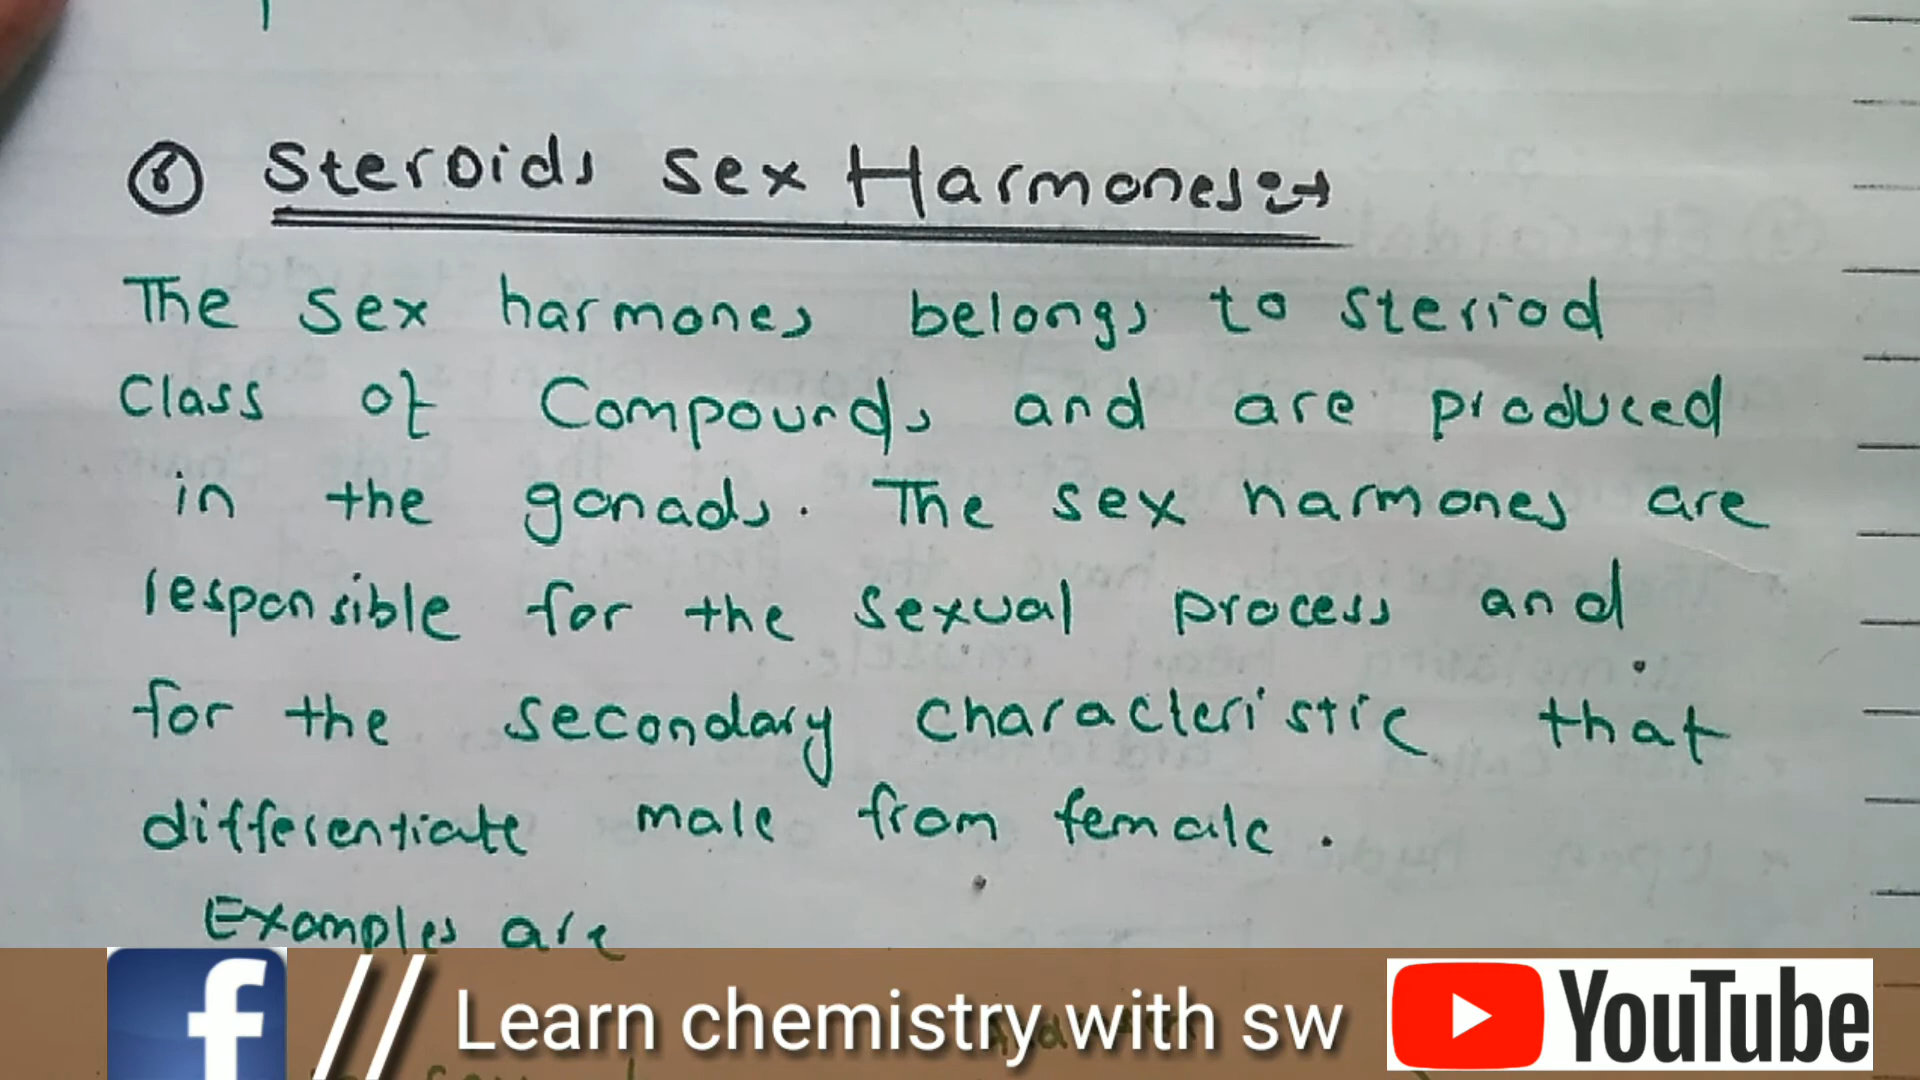 ⑧ Steroids sex Harmones:→
The sex harmones belongs to steriod
Class of Compounds and are produced
in the gonads. The sex harmones are
responsible for the sexual process and
for the secondary characteristic that
differentiate male from female.
Examples are
f // Learn chemistry with sw YouTube